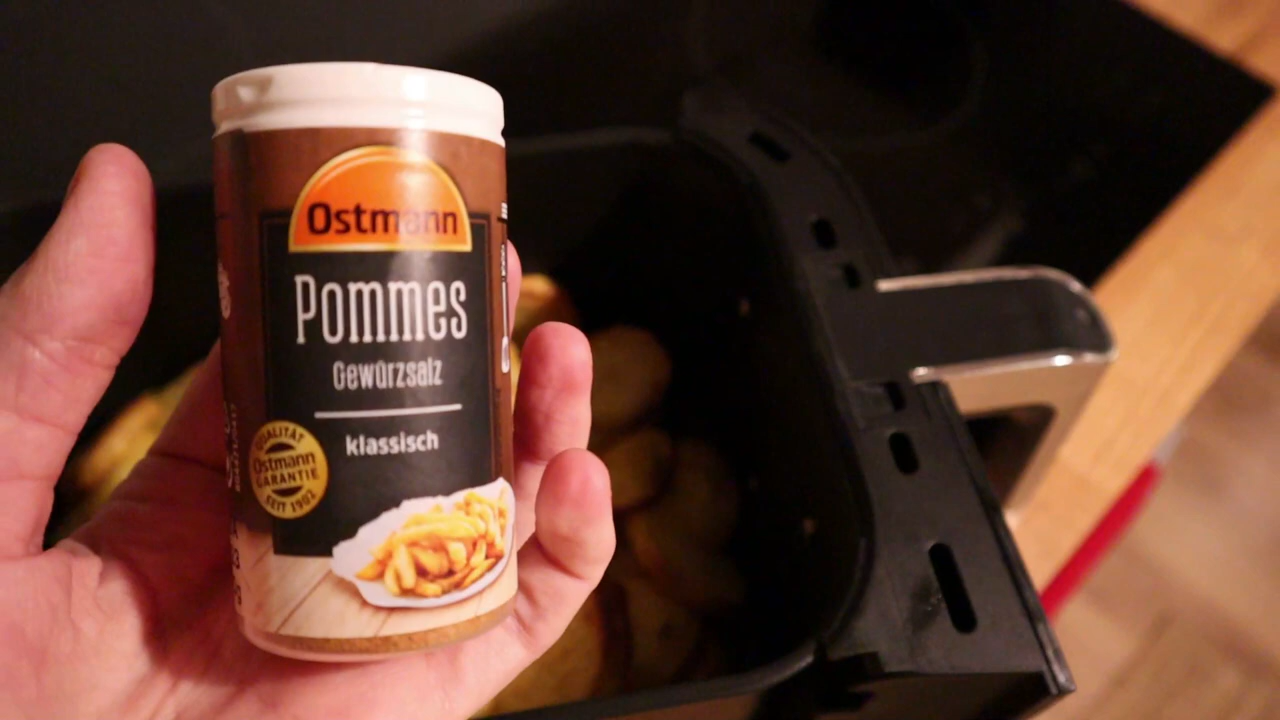 Ostmann
Pommes
Gewürzsalz
klassisch
QUALITÄT
Ostmann
GARANTIE
SEIT 1902